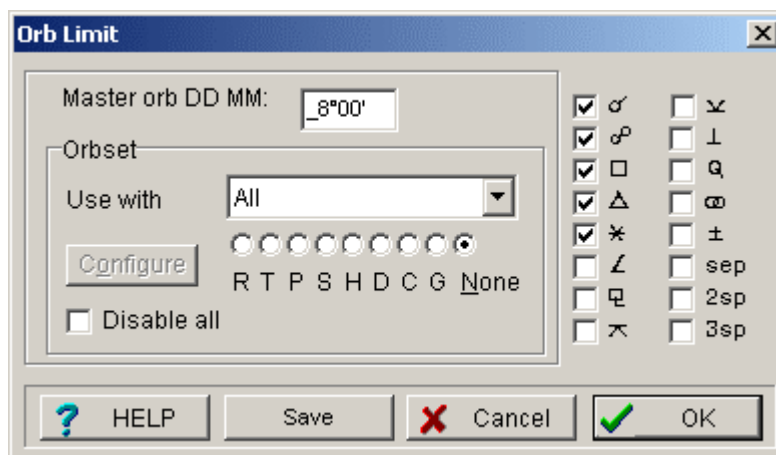 Orb Limit
Master orb DD MM: _8°00'
Orbset
Use with All
Configure
R T P S H D C G None
Disable all
☌ ⚺
☍ ⊥
□ Q
△ ±
⚹ sep
∠ 2sp
⚼ 3sp
⚻
HELP Save Cancel OK